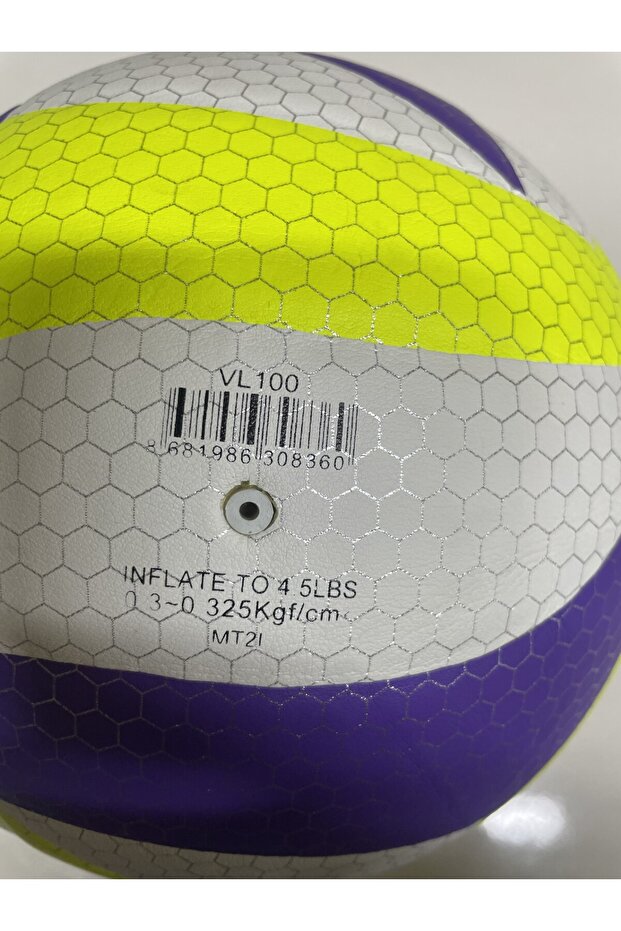 VL100
8 681986 308360
INFLATE TO 4.5LBS
0.3~0.325Kgf/cm
MT2I